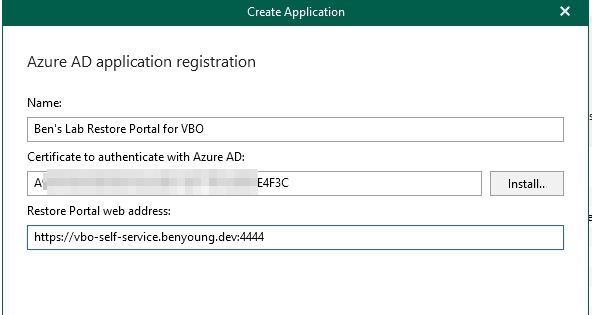 Create Application
Azure AD application registration
Name:
Ben's Lab Restore Portal for VBO
Certificate to authenticate with Azure AD:
E4F3C
Install...
Restore Portal web address:
https://vbo-self-service.benyoung.dev:4444